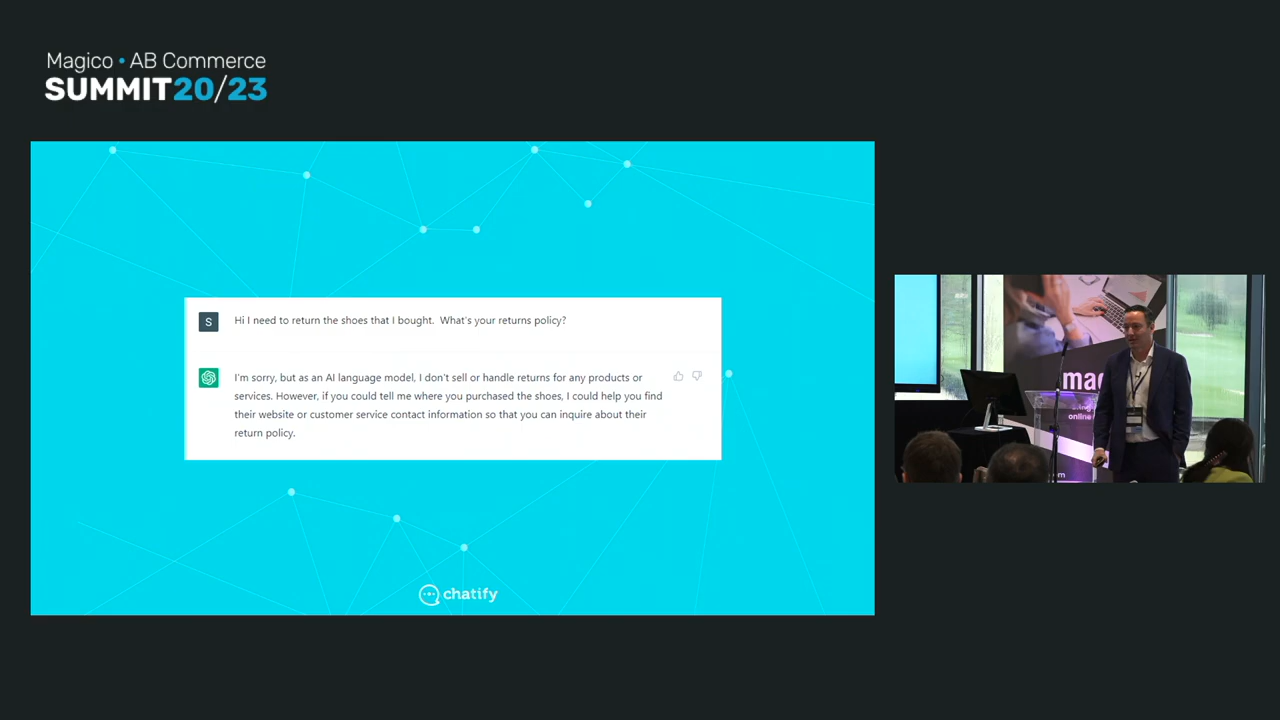 Magico • AB Commerce
SUMMIT20/23
S
Hi I need to return the shoes that I bought.  What's your returns policy?
I'm sorry, but as an AI language model, I don't sell or handle returns for any products or
services. However, if you could tell me where you purchased the shoes, I could help you find
their website or customer service contact information so that you can inquire about their
return policy.
chatify
mag
online